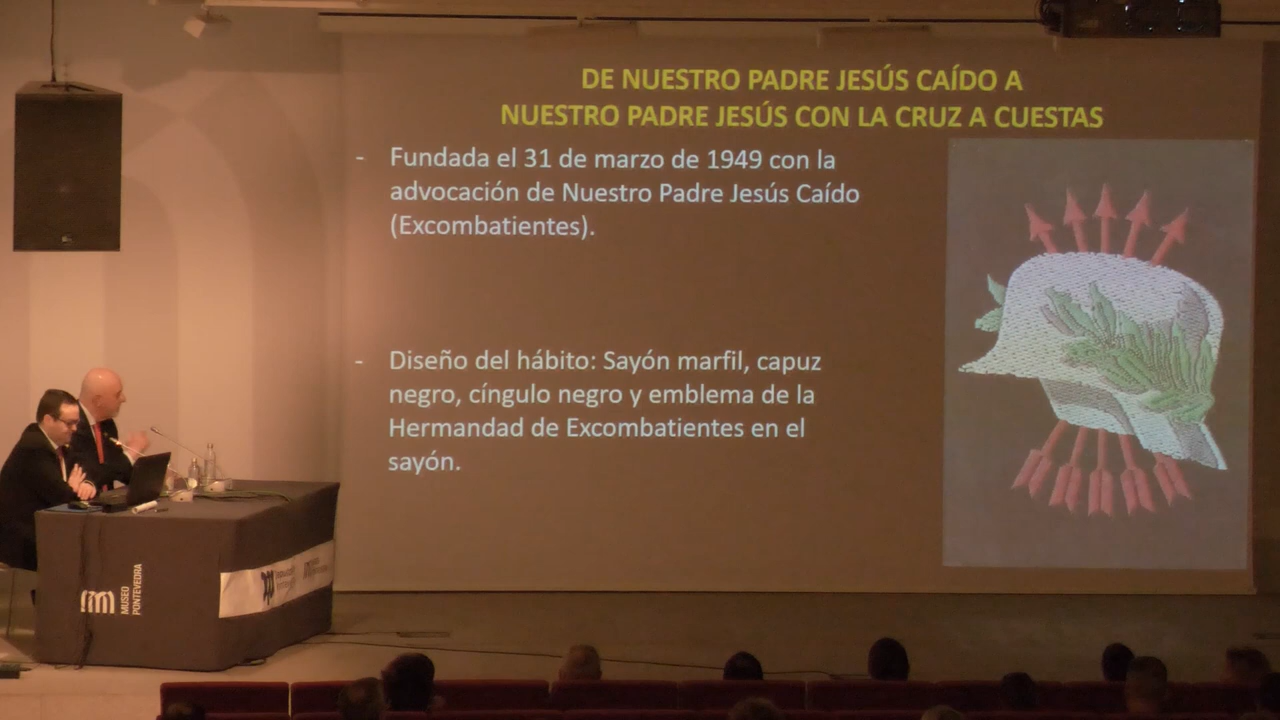 DE NUESTRO PADRE JESÚS CAÍDO A
NUESTRO PADRE JESÚS CON LA CRUZ A CUESTAS
- Fundada el 31 de marzo de 1949 con la
advocación de Nuestro Padre Jesús Caído
(Excombatientes).
- Diseño del hábito: Sayón marfil, capuz
negro, cíngulo negro y emblema de la
Hermandad de Excombatientes en el
sayón.
MUSEO
PONTEVEDRA